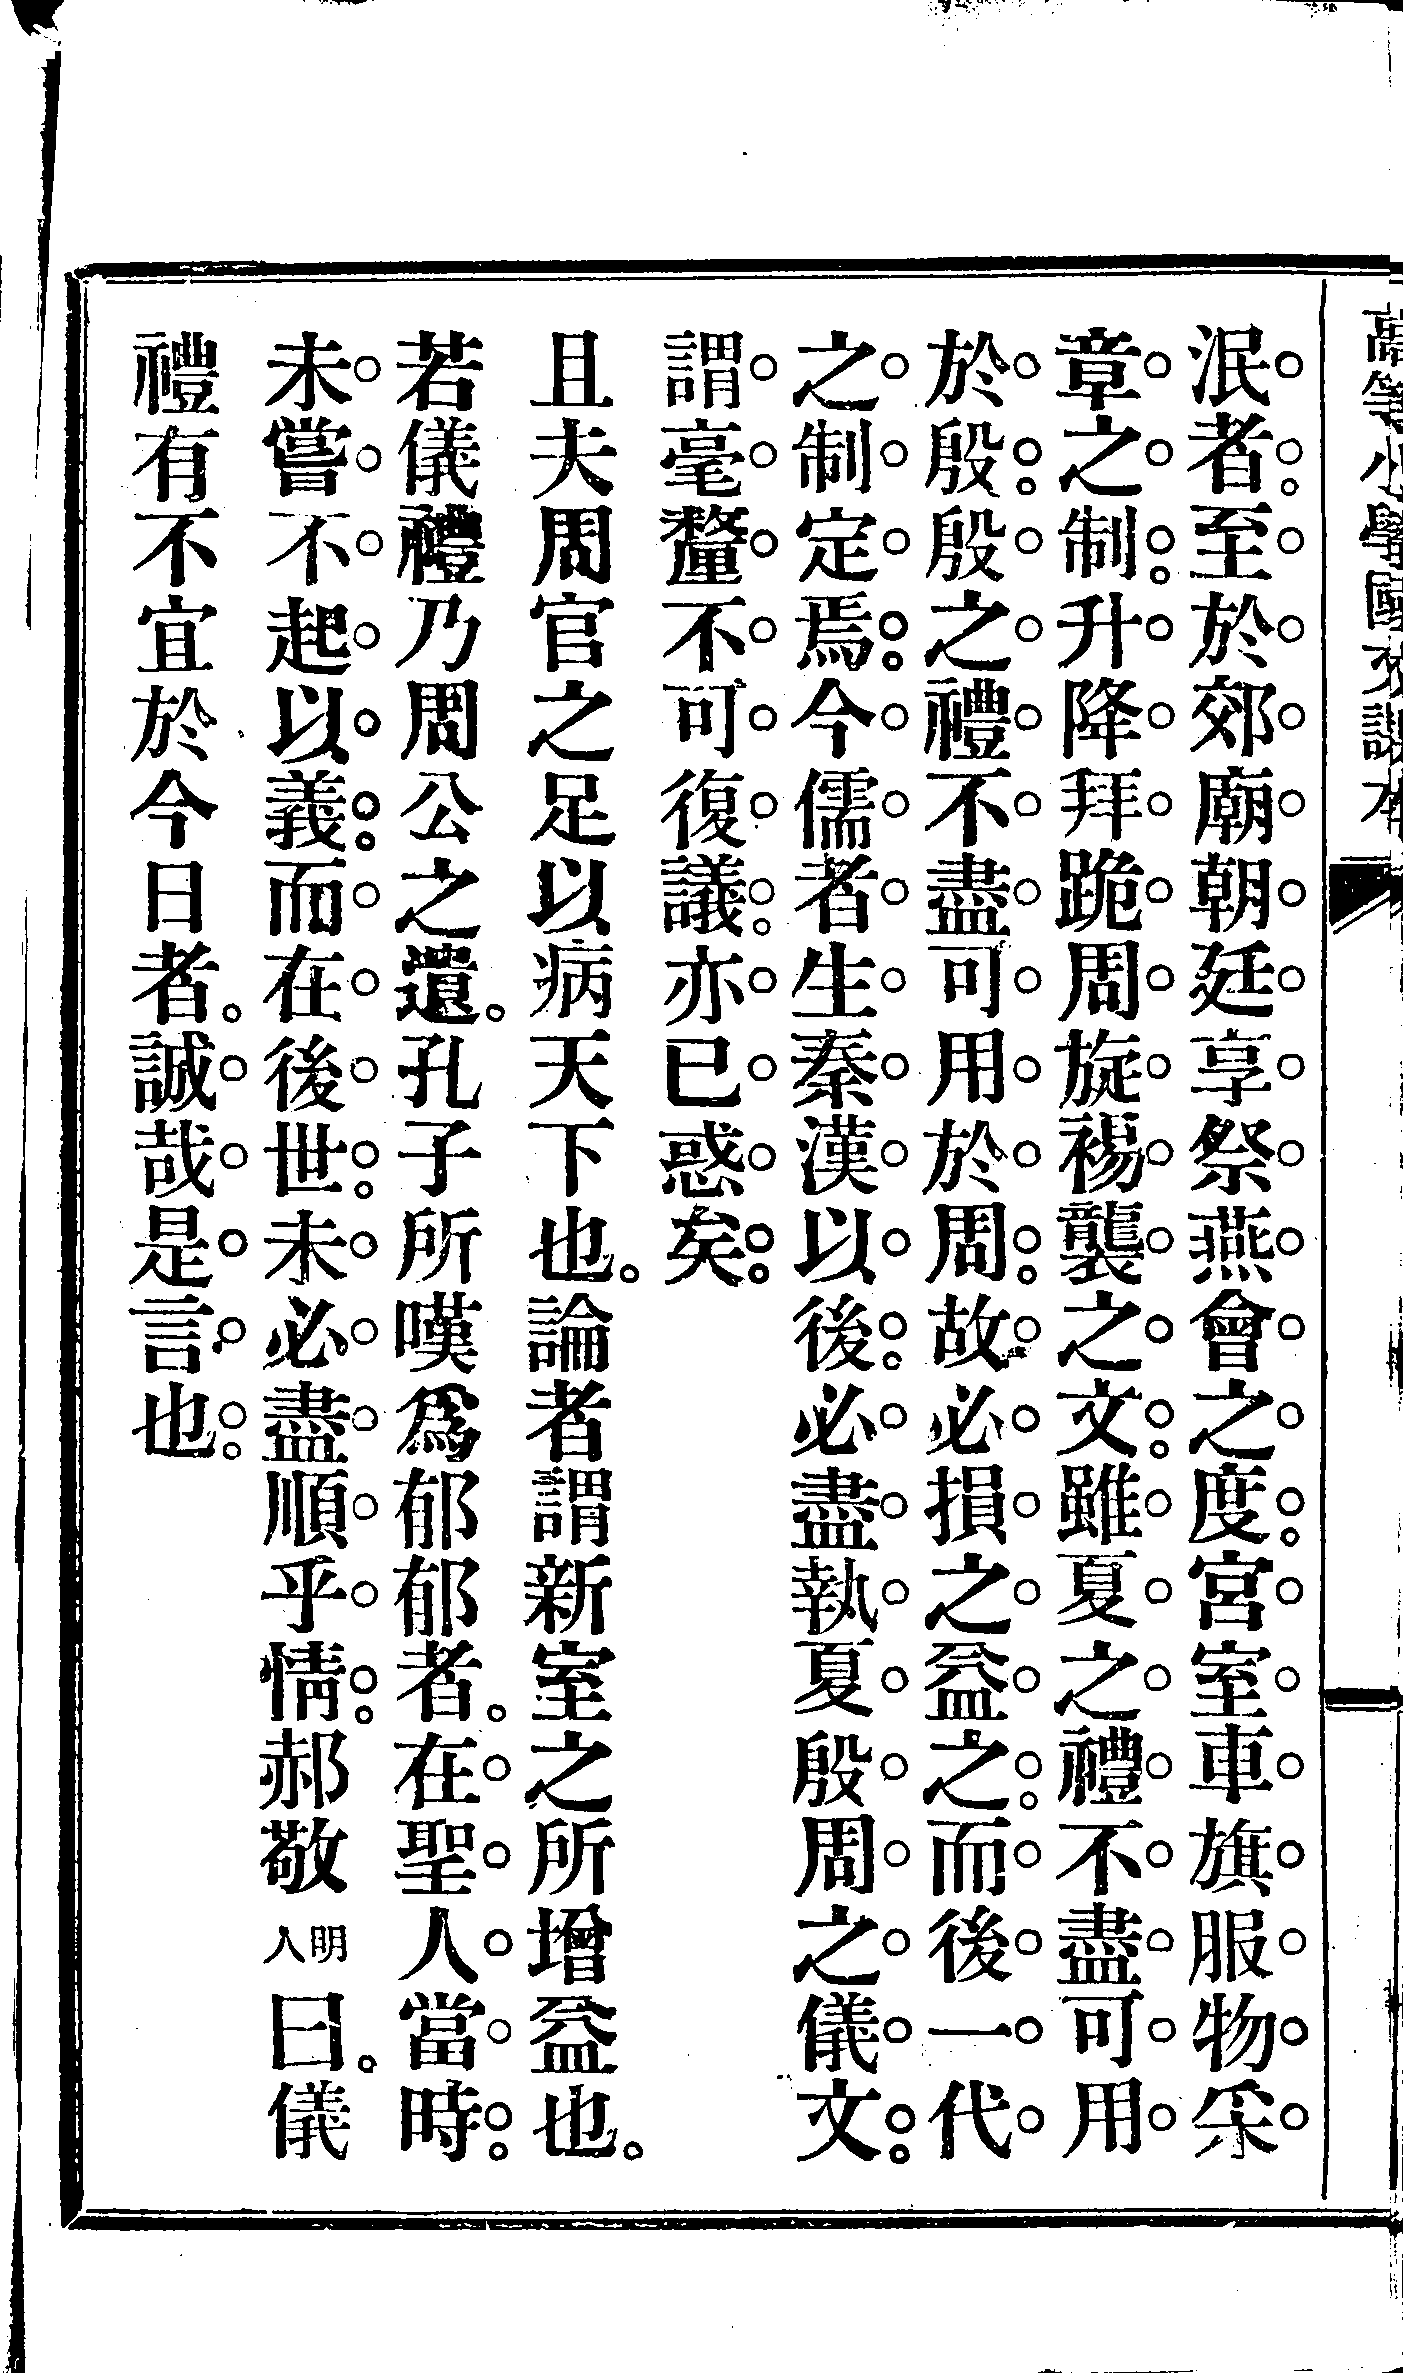 高等小學國文課本
泯者。至於郊廟朝廷享祭燕會之度。宮室車旗服物采
章之制。升降拜跪周旋裼襲之文。雖夏之禮不盡可用
於殷。殷之禮不盡可用於周。故必損之益之。而後一代
之制定焉。今儒者生秦漢以後。必盡執夏殷周之儀文。
謂毫釐不可復議。亦已惑矣。
且夫周官之足以病天下也。論者謂新室之所增益也。
若儀禮乃周公之遺。孔子所嘆爲郁郁者。在聖人當時。
未嘗不起以義。而在後世。未必盡順乎情。郝敬明人曰。儀
禮有不宜於今日者。誠哉是言也。